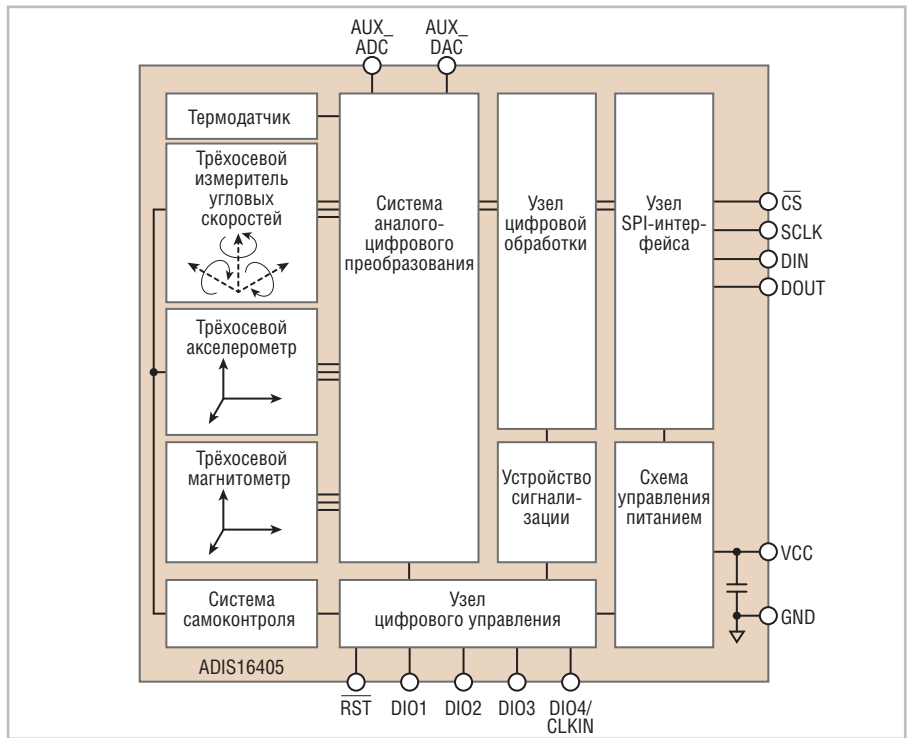 AUX_
ADC
AUX_
DAC
Термодатчик
Трёхосевой
измеритель
угловых
скоростей
Система
аналого-
цифрового
преобразования
Узел
цифровой
обработки
Узел
SPI-интер-
фейса
CS
SCLK
DIN
DOUT
Трёхосевой
акселерометр
Трёхосевой
магнитометр
Устройство
сигнали-
зации
Схема
управления
питанием
VCC
GND
Система
самоконтроля
Узел
цифрового управления
ADIS16405
RST
DIO1
DIO2
DIO3
DIO4/
CLKIN